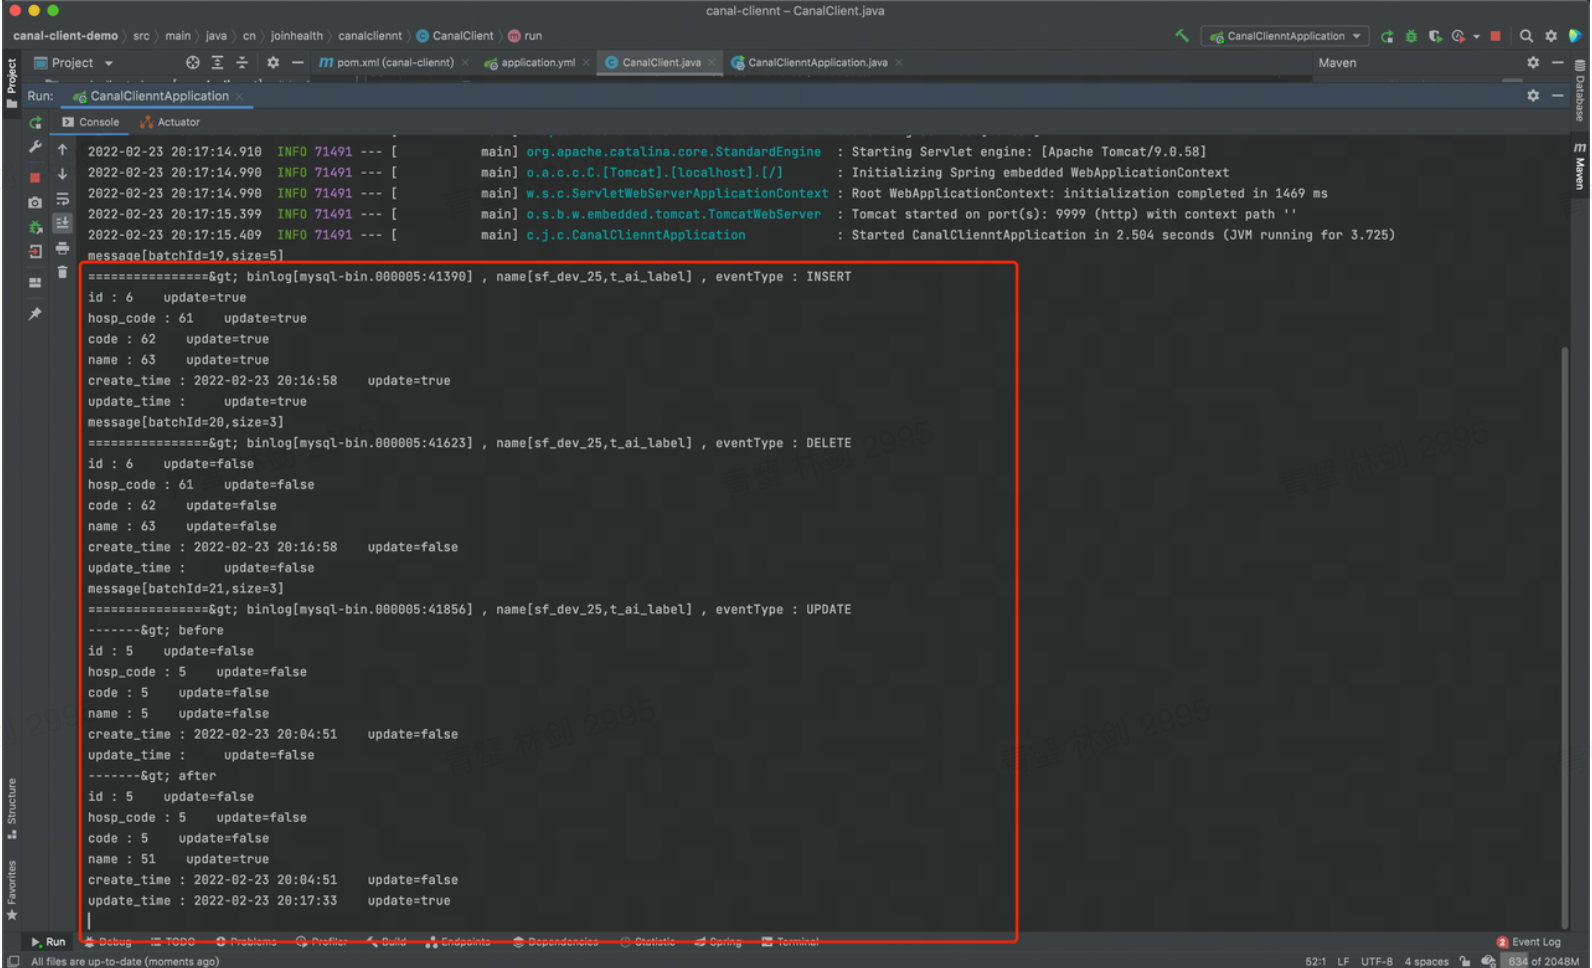 canal-cliennt – CanalClient.java
canal-client-demo src main java cn joinhealth canalcliennt CanalClient run CanalClienntApplication
Project pom.xml (canal-cliennt) application.yml CanalClient.java CanalClienntApplication.java Maven
Run: CanalClienntApplication
Console Actuator
2022-02-23 20:17:14.910 INFO 71491 --- [ main] org.apache.catalina.core.StandardEngine : Starting Servlet engine: [Apache Tomcat/9.0.58]
2022-02-23 20:17:14.990 INFO 71491 --- [ main] o.a.c.c.C.[Tomcat].[localhost].[/] : Initializing Spring embedded WebApplicationContext
2022-02-23 20:17:14.990 INFO 71491 --- [ main] w.s.c.ServletWebServerApplicationContext : Root WebApplicationContext: initialization completed in 1469 ms
2022-02-23 20:17:15.399 INFO 71491 --- [ main] o.s.b.w.embedded.tomcat.TomcatWebServer : Tomcat started on port(s): 9999 (http) with context path ''
2022-02-23 20:17:15.409 INFO 71491 --- [ main] c.j.c.CanalClienntApplication : Started CanalClienntApplication in 2.504 seconds (JVM running for 3.725)
message[batchId=19,size=5]
================&gt; binlog[mysql-bin.000005:41390] , name[sf_dev_25,t_ai_label] , eventType : INSERT
id : 6 update=true
hosp_code : 61 update=true
code : 62 update=true
name : 63 update=true
create_time : 2022-02-23 20:16:58 update=true
update_time : update=true
message[batchId=20,size=3]
================&gt; binlog[mysql-bin.000005:41623] , name[sf_dev_25,t_ai_label] , eventType : DELETE
id : 6 update=false
hosp_code : 61 update=false
code : 62 update=false
name : 63 update=false
create_time : 2022-02-23 20:16:58 update=false
update_time : update=false
message[batchId=21,size=3]
================&gt; binlog[mysql-bin.000005:41856] , name[sf_dev_25,t_ai_label] , eventType : UPDATE
-------&gt; before
id : 5 update=false
hosp_code : 5 update=false
code : 5 update=false
name : 5 update=false
create_time : 2022-02-23 20:04:51 update=false
update_time : update=false
-------&gt; after
id : 5 update=false
hosp_code : 5 update=false
code : 5 update=false
name : 51 update=true
create_time : 2022-02-23 20:04:51 update=false
update_time : 2022-02-23 20:17:33 update=true
Run Debug TODO Problems Profiler Build Endpoints Dependencies Statistic Spring Terminal 2 Event Log
All files are up-to-date (moments ago) 52:1 LF UTF-8 4 spaces 634 of 2048M
Project
Structure
Favorites
Database
Maven